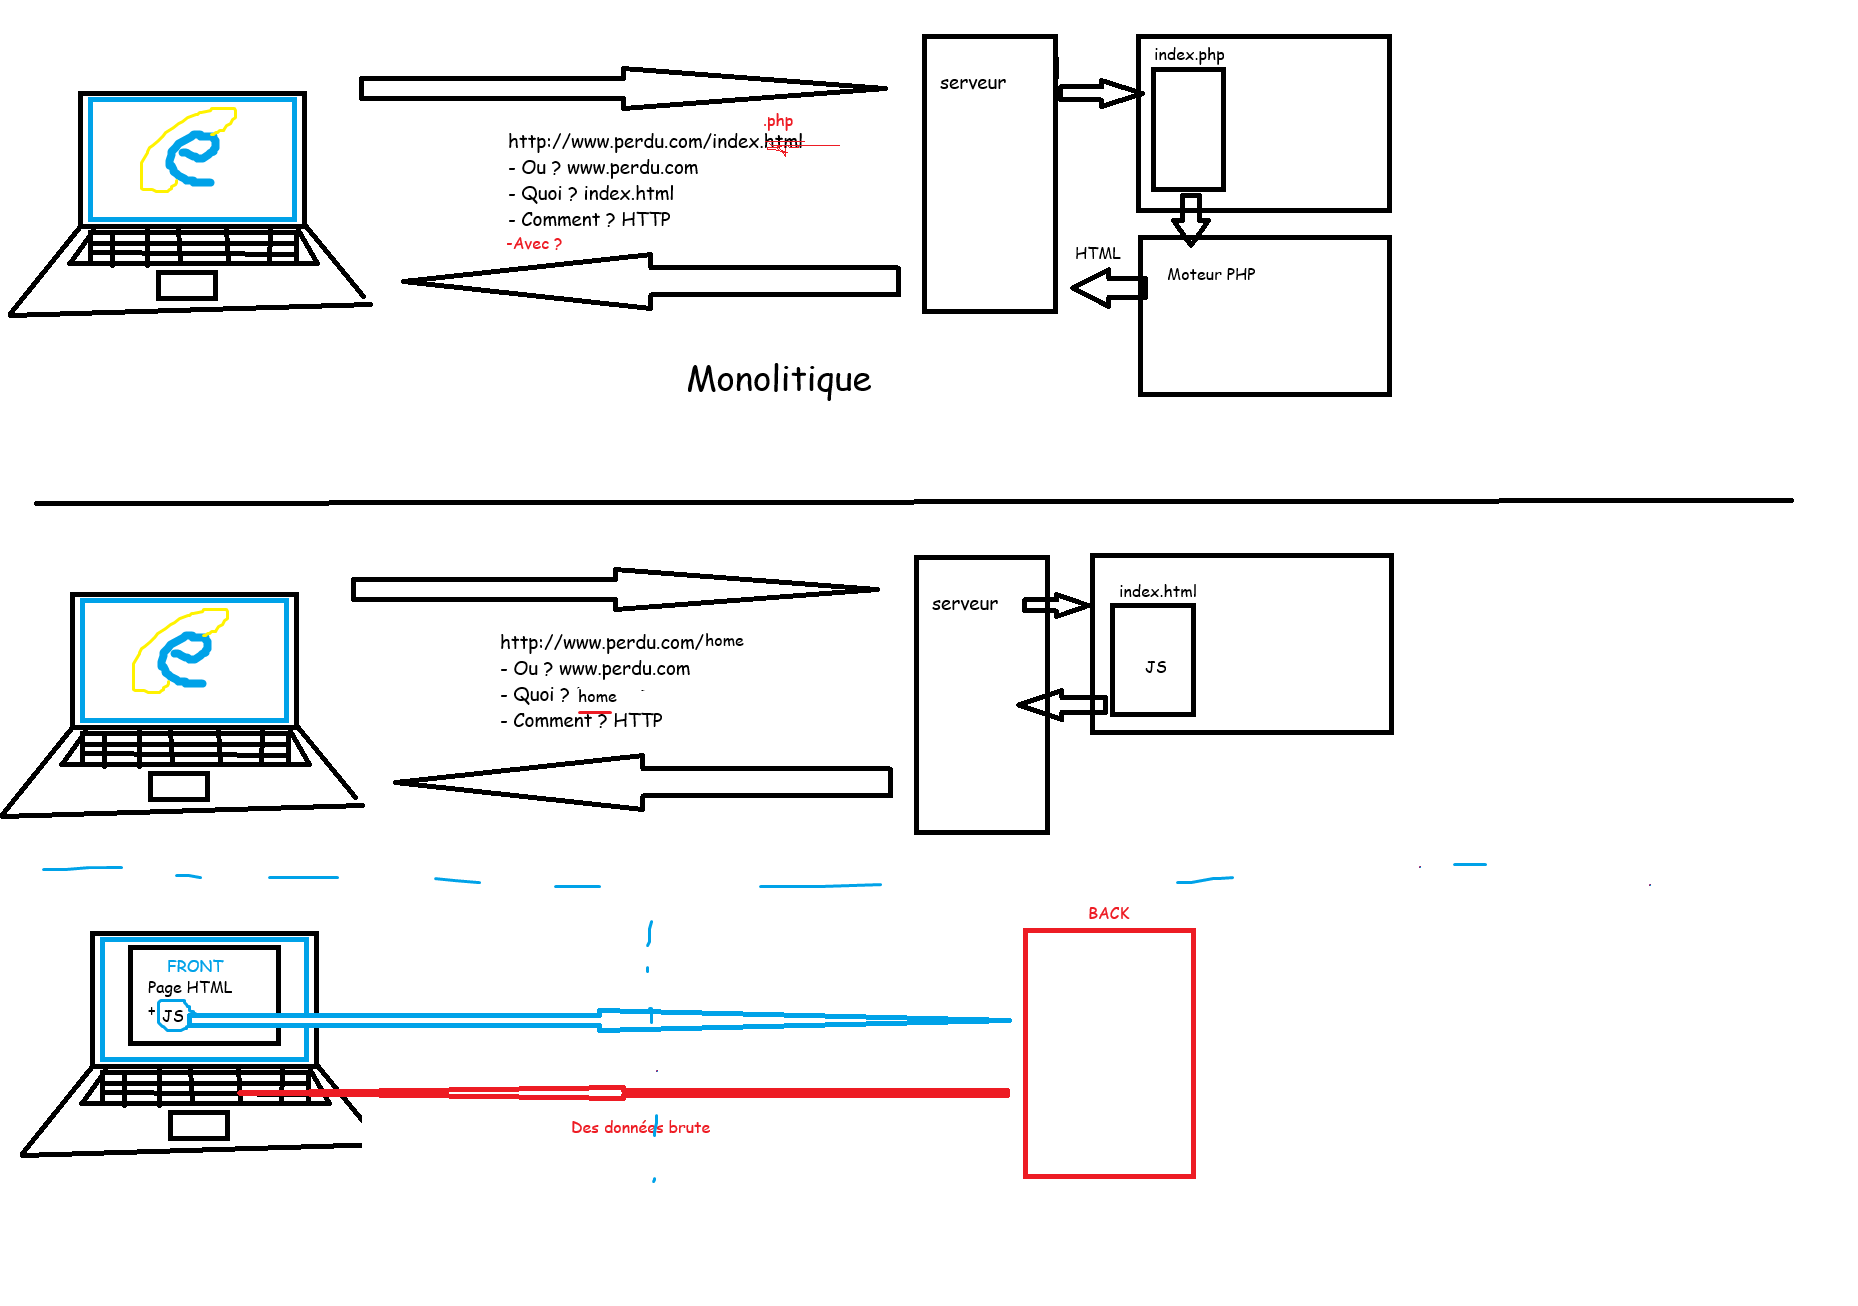 index.php
serveur
.php
http://www.perdu.com/index.html
- Ou ? www.perdu.com
- Quoi ? index.html
- Comment ? HTTP
-Avec ?
HTML
Moteur PHP
Monolitique
index.html
serveur
JS
http://www.perdu.com/home
- Ou ? www.perdu.com
- Quoi ? home
- Comment ? HTTP
BACK
FRONT
Page HTML
+ JS
Des données brute